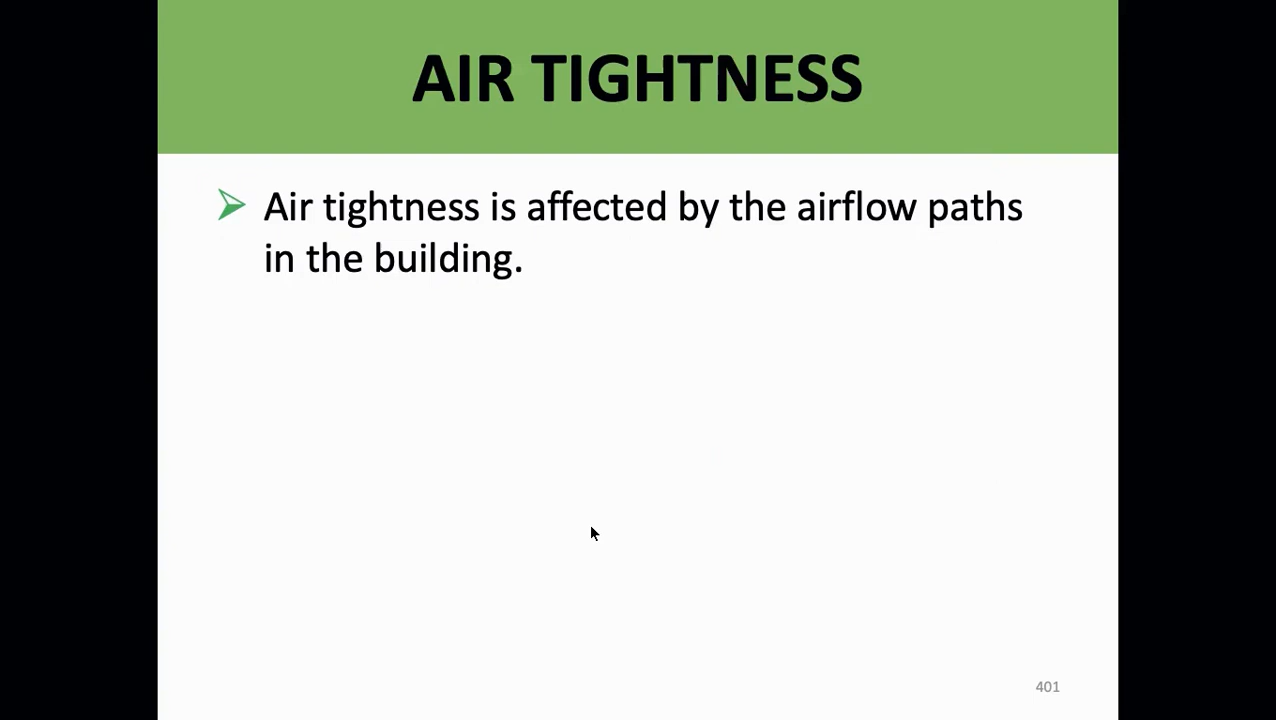 AIR TIGHTNESS
Air tightness is affected by the airflow paths
in the building.
401